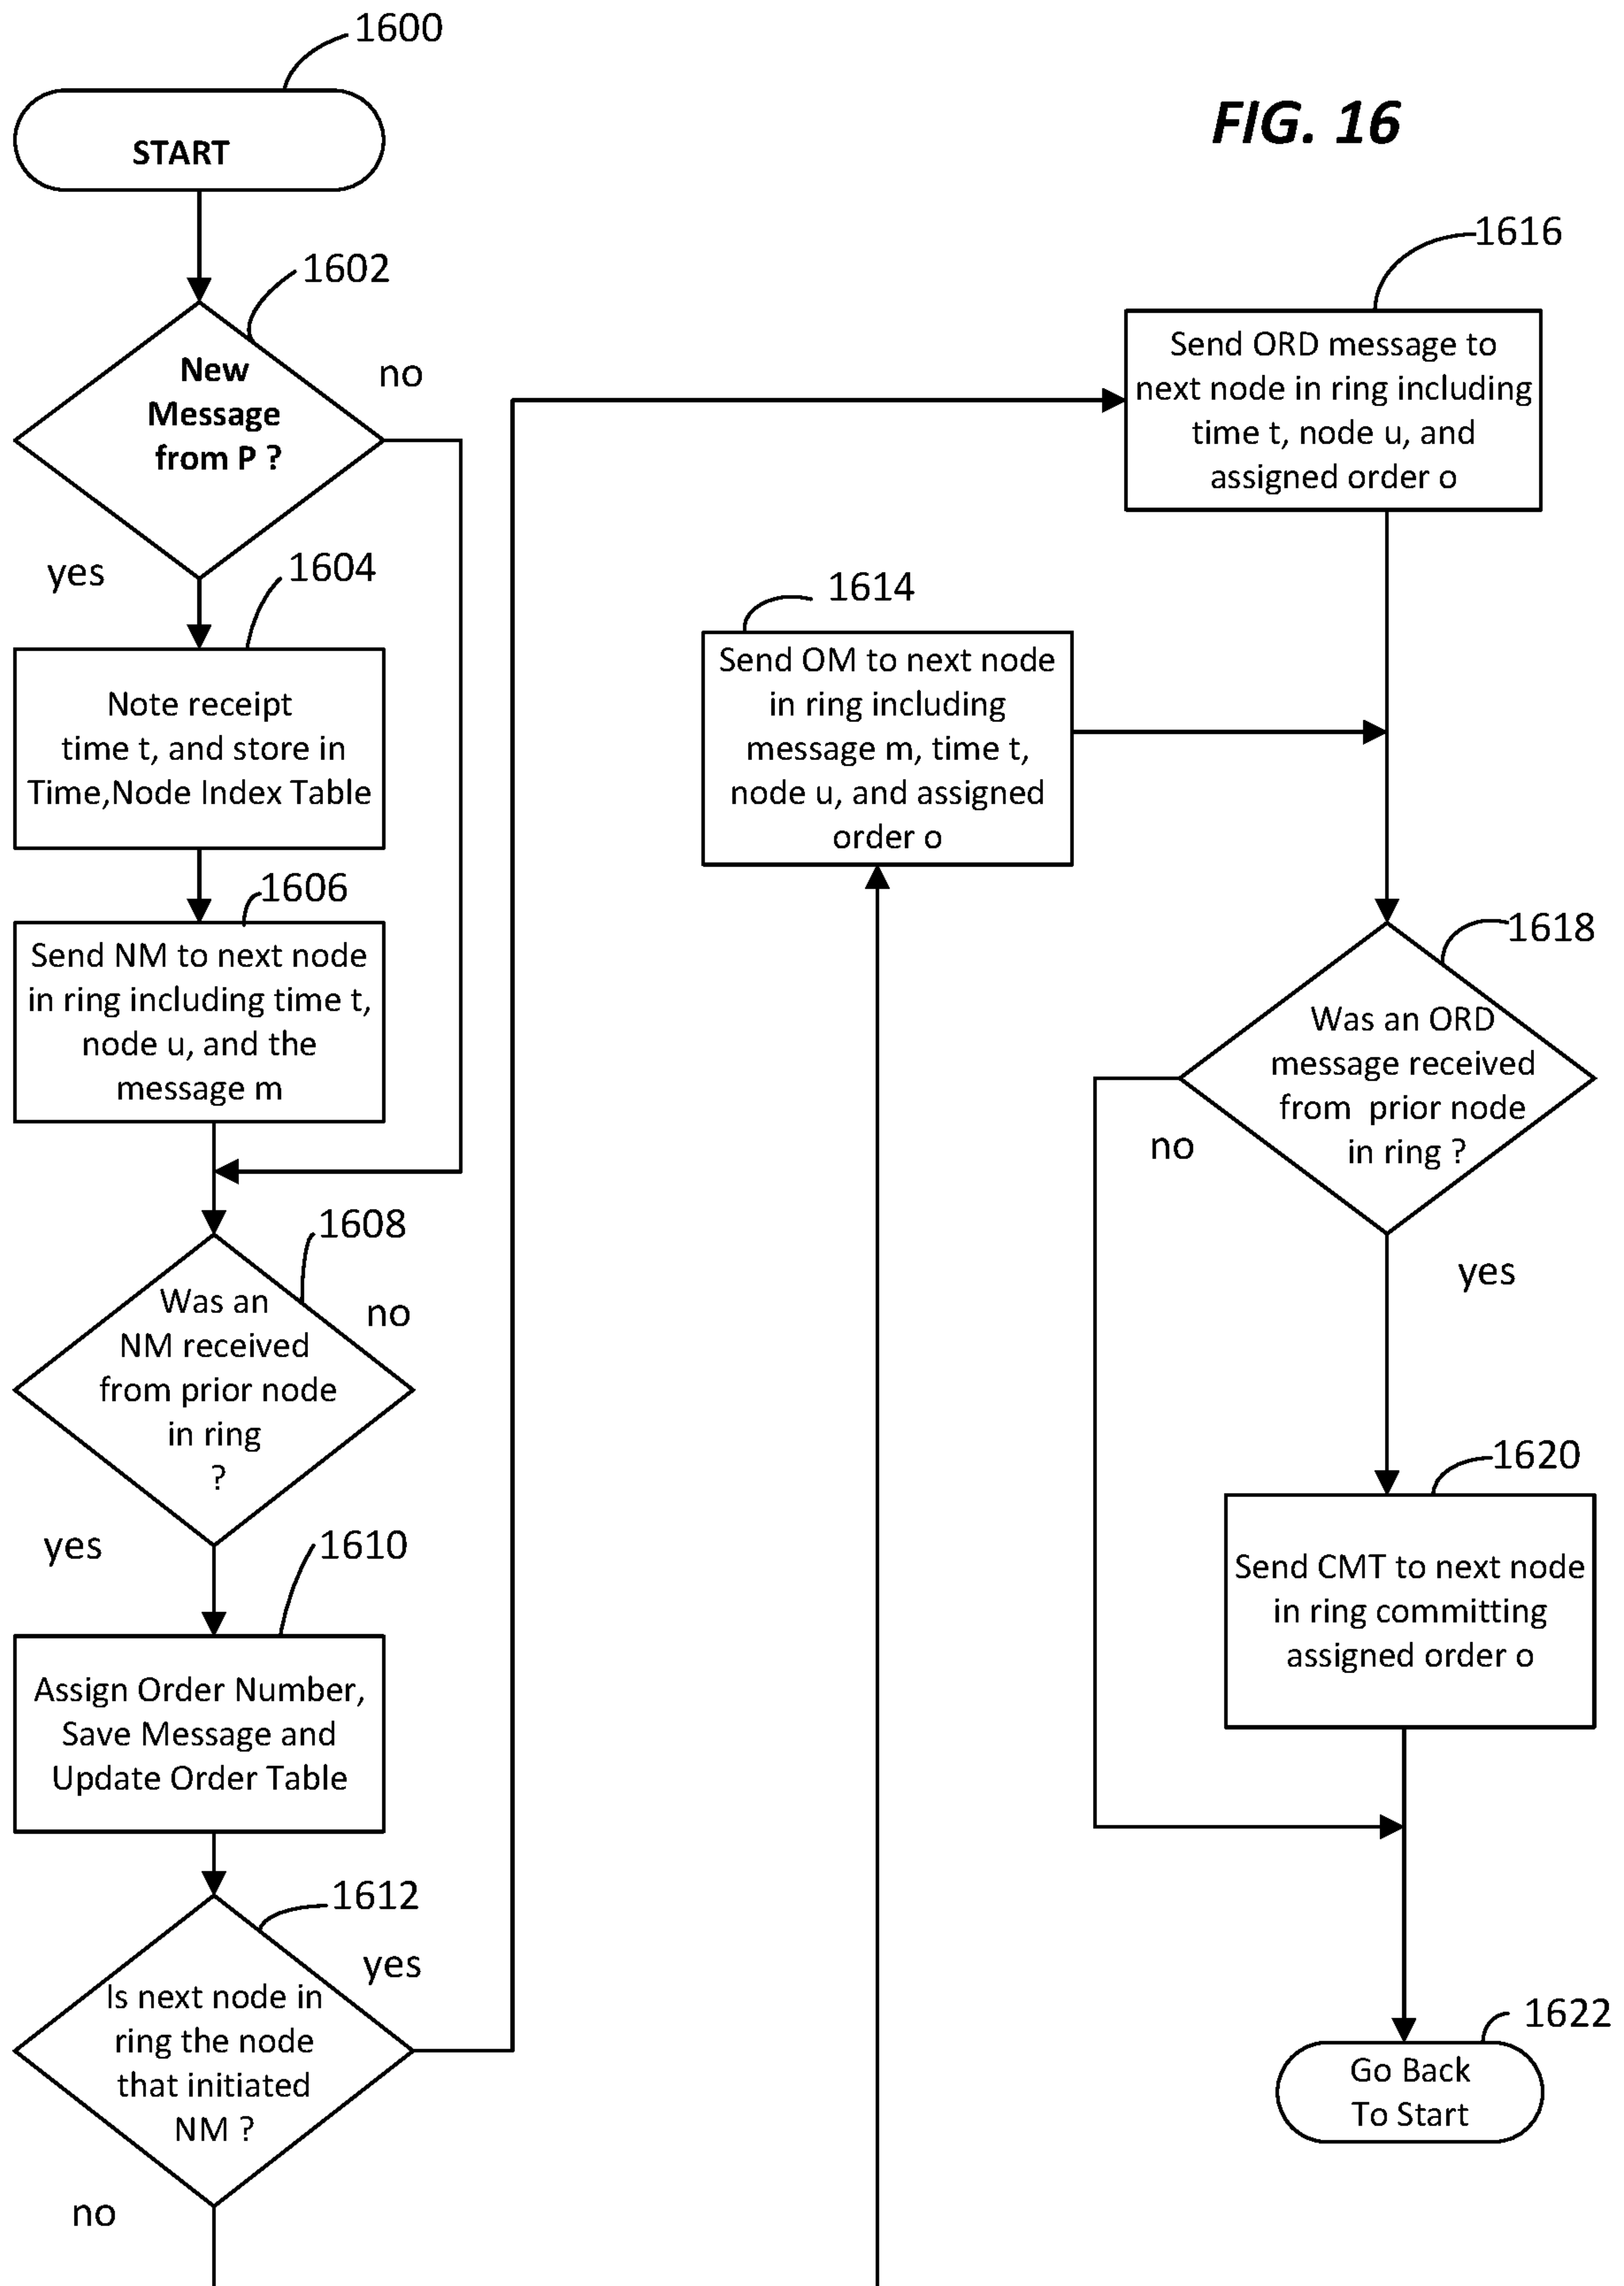 1600
START
FIG. 16
1602
New
Message
from P ?
no
yes
1604
Note receipt
time t, and store in
Time,Node Index Table
1606
Send NM to next node
in ring including time t,
node u, and the
message m
1608
Was an
NM received
from prior node
in ring
?
no
yes
1610
Assign Order Number,
Save Message and
Update Order Table
1612
Is next node in
ring the node
that initiated
NM ?
yes
no
1614
Send OM to next node
in ring including
message m, time t,
node u, and assigned
order o
1616
Send ORD message to
next node in ring including
time t, node u, and
assigned order o
1618
Was an ORD
message received
from prior node
in ring ?
no
yes
1620
Send CMT to next node
in ring committing
assigned order o
1622
Go Back
To Start